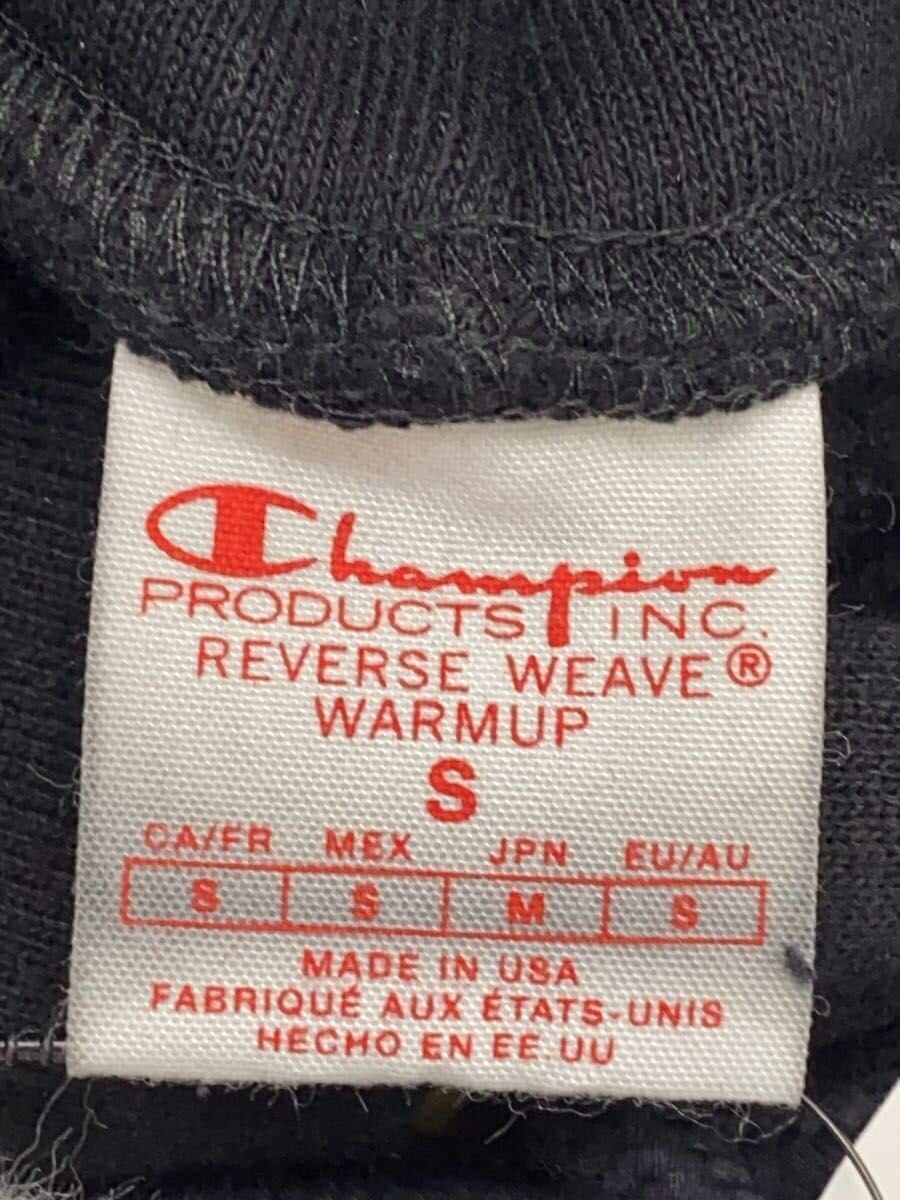 Champion
PRODUCTS INC.
REVERSE WEAVE®
WARMUP
S
CA/FR MEX JPN EU/AU
S S M S
MADE IN USA
FABRIQUÉ AUX ÉTATS-UNIS
HECHO EN EE.UU